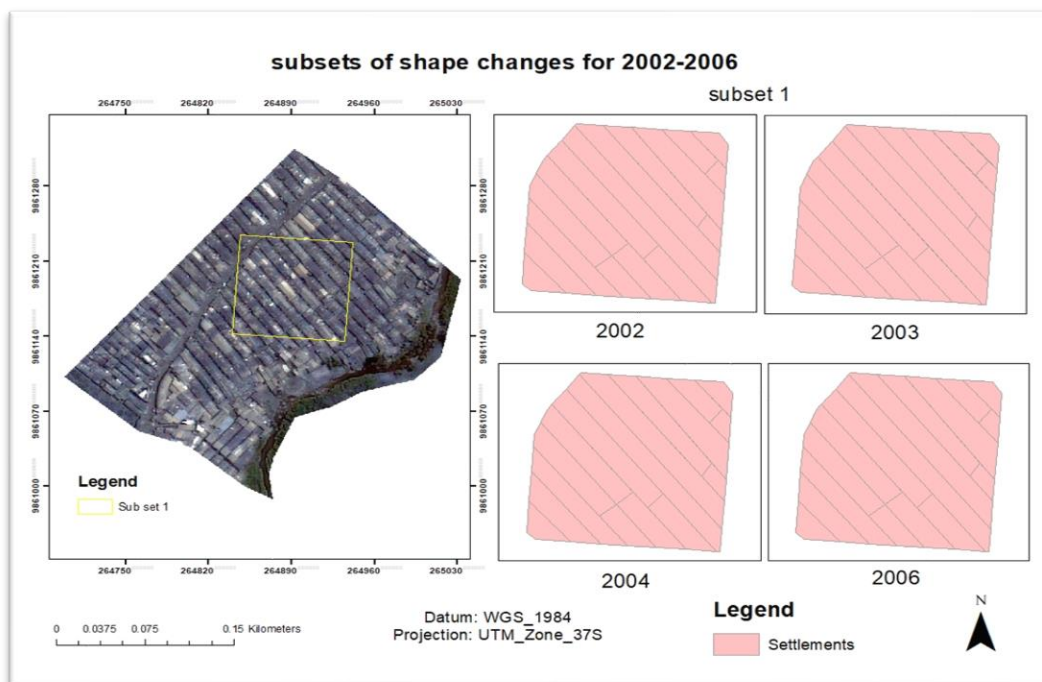 subsets of shape changes for 2002-2006
subset 1
264750 264820 264890 264960 265030
9861280 9861280
9861210 9861210
9861140 9861140
9861070 9861070
9861000 9861000
Legend
Sub set 1
264750 264820 264890 264960 265030
2002 2003
2004 2006
0 0.0375 0.075 0.15 Kilometers
Datum: WGS_1984
Projection: UTM_Zone_37S
Legend
Settlements
N